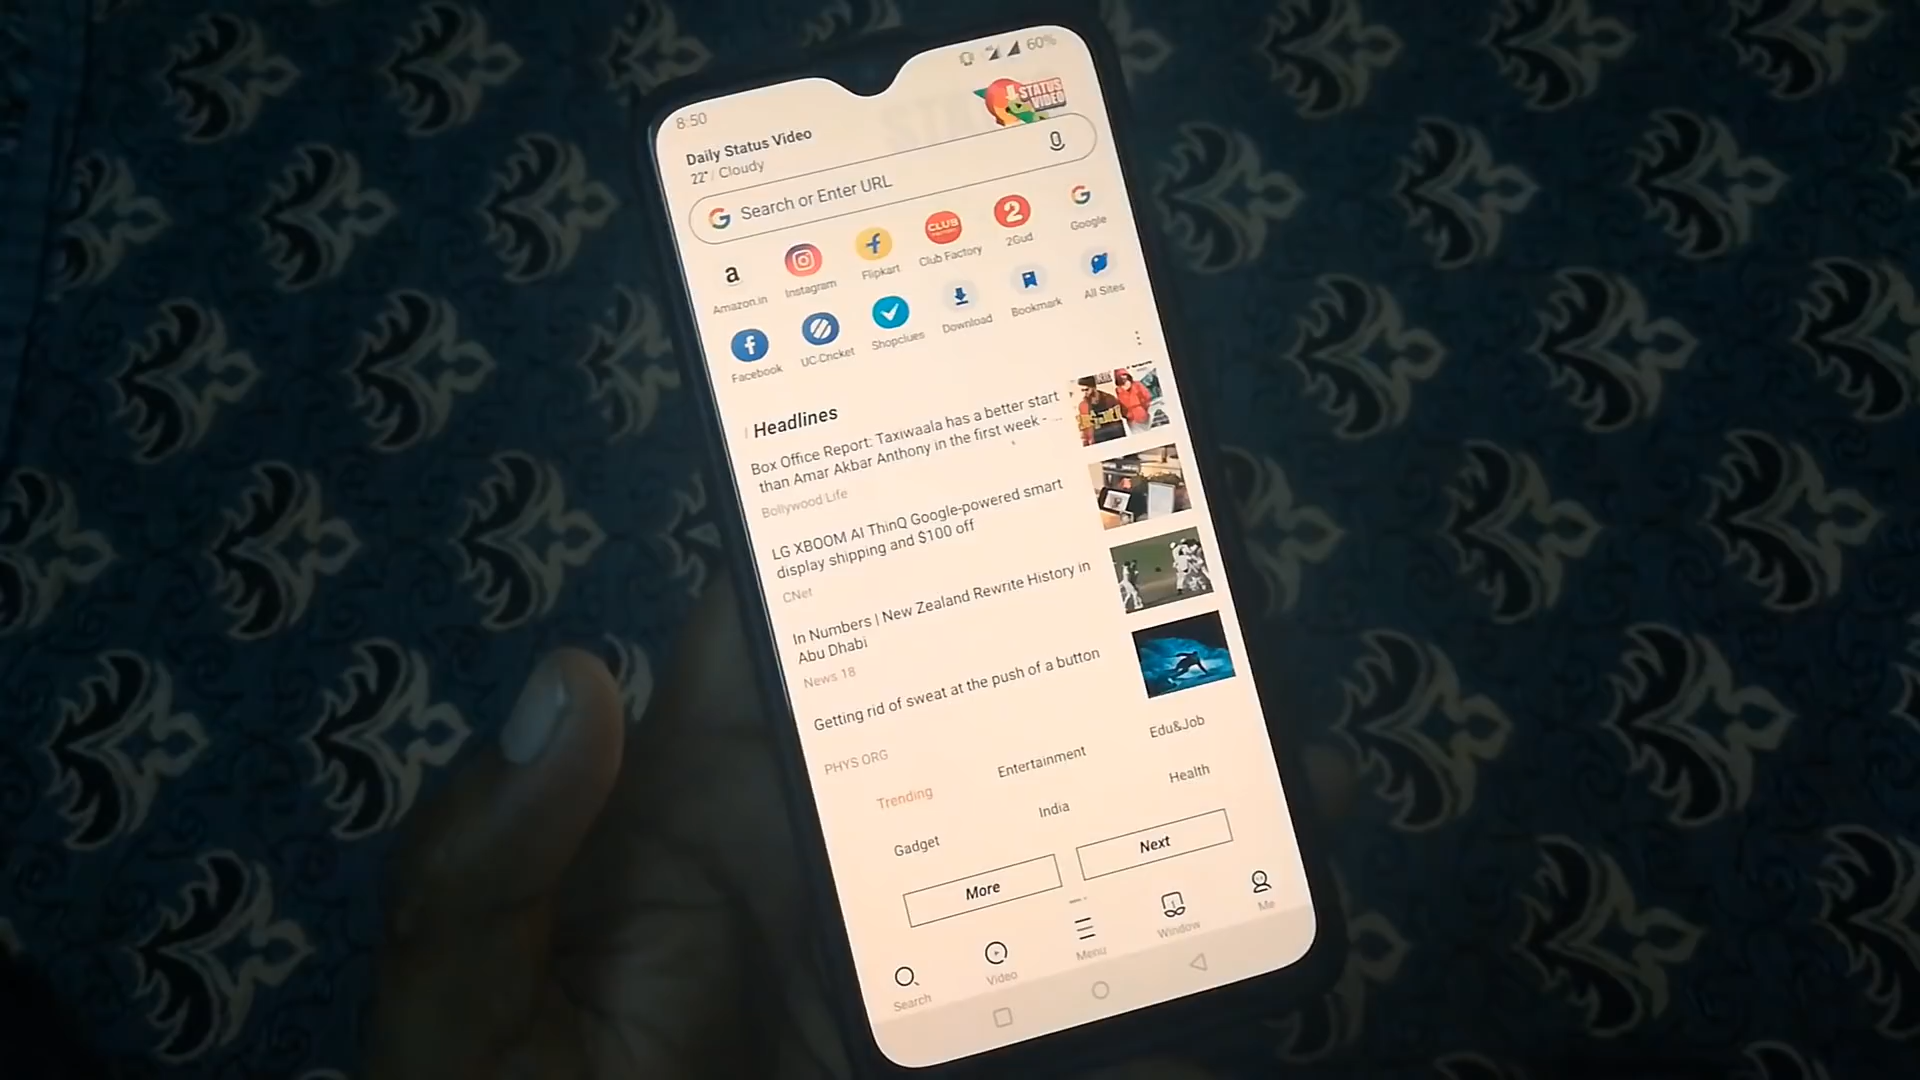 8:50
60%
Daily Status Video
22° / Cloudy
STATUS
VIDEO
Search or Enter URL
Amazon.in
Instagram
Flipkart
CLUB
Club Factory
2
2Gud
Google
Facebook
UC Cricket
Shopclues
Download
Bookmark
All Sites
Headlines
Box Office Report: Taxiwaala has a better start
than Amar Akbar Anthony in the first week - ...
Bollywood Life
LG XBOOM AI ThinQ Google-powered smart
display shipping and $100 off
CNet
In Numbers | New Zealand Rewrite History in
Abu Dhabi
News 18
Getting rid of sweat at the push of a button
PHYS ORG
Trending
Entertainment
Edu&Job
Gadget
India
Health
More
Next
Search
Video
Menu
Window
Me